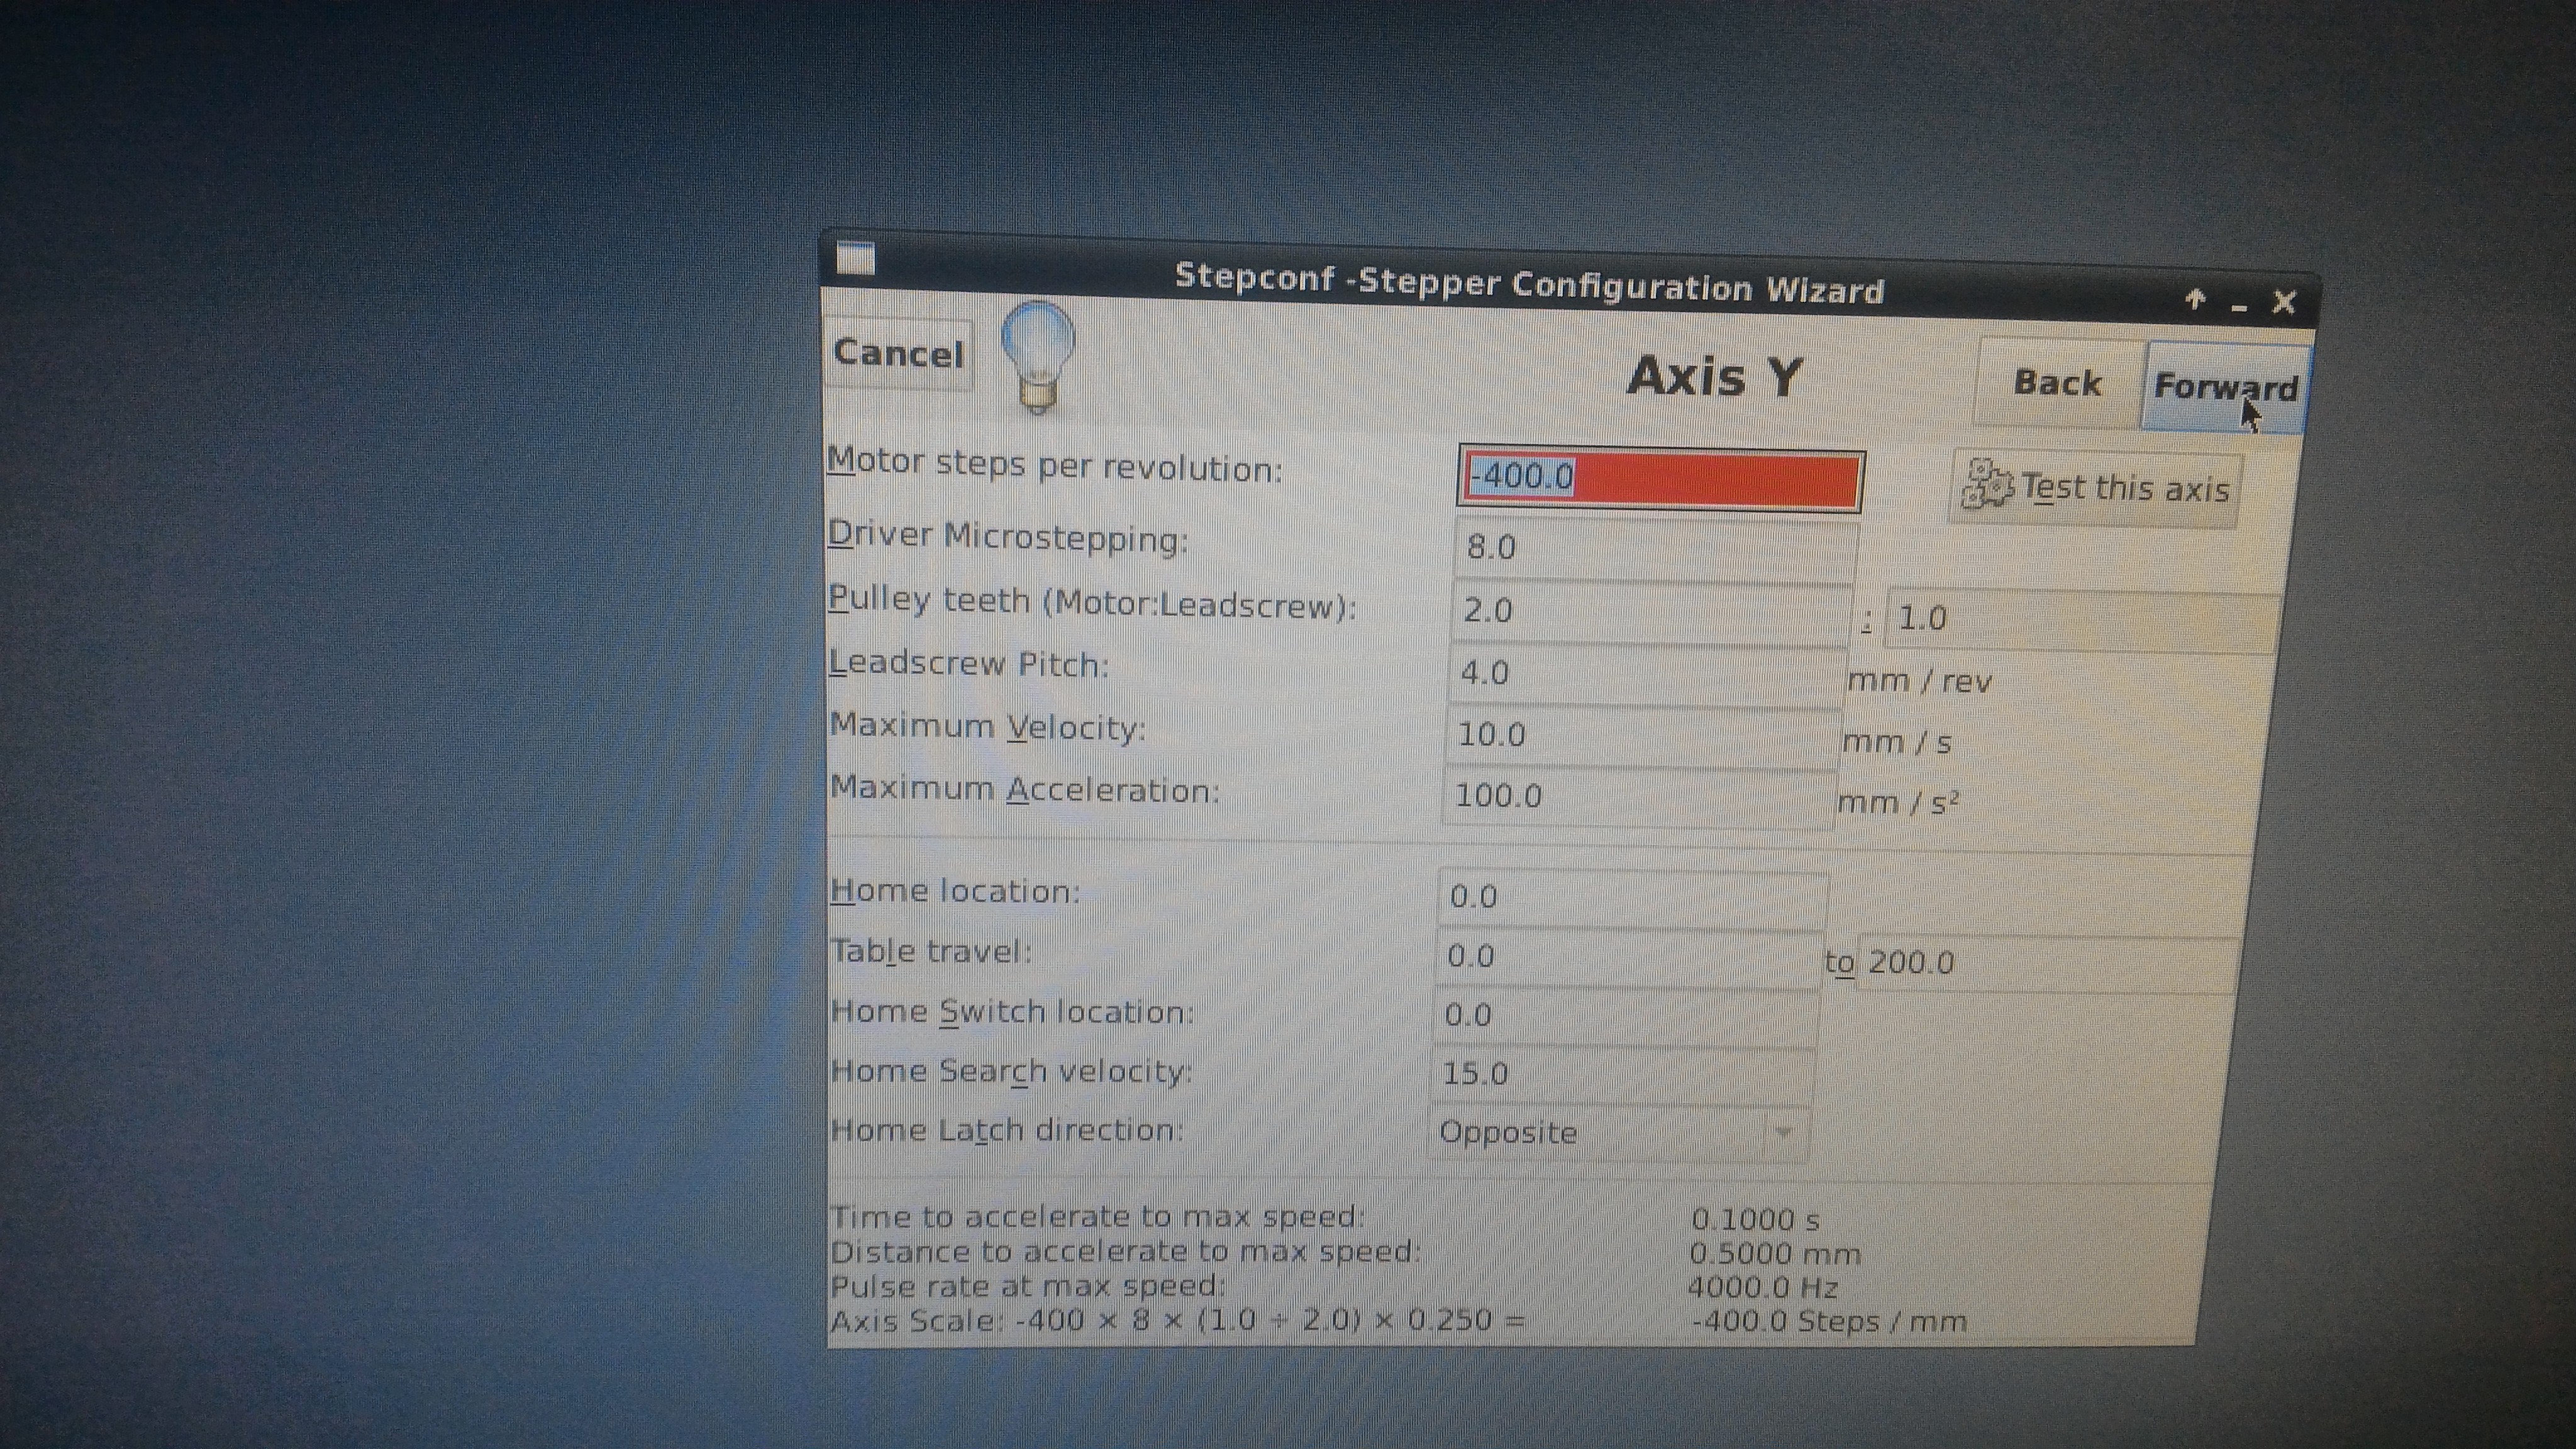 Stepconf -Stepper Configuration Wizard
Cancel Axis Y Back Forward
Motor steps per revolution: -400.0 Test this axis
Driver Microstepping: 8.0
Pulley teeth (Motor:Leadscrew): 2.0 : 1.0
Leadscrew Pitch: 4.0 mm / rev
Maximum Velocity: 10.0 mm / s
Maximum Acceleration: 100.0 mm / s²
Home location: 0.0
Table travel: 0.0 to 200.0
Home Switch location: 0.0
Home Search velocity: 15.0
Home Latch direction: Opposite
Time to accelerate to max speed: 0.1000 s
Distance to accelerate to max speed: 0.5000 mm
Pulse rate at max speed: 4000.0 Hz
Axis Scale: -400 × 8 × (1.0 ÷ 2.0) × 0.250 = -400.0 Steps / mm